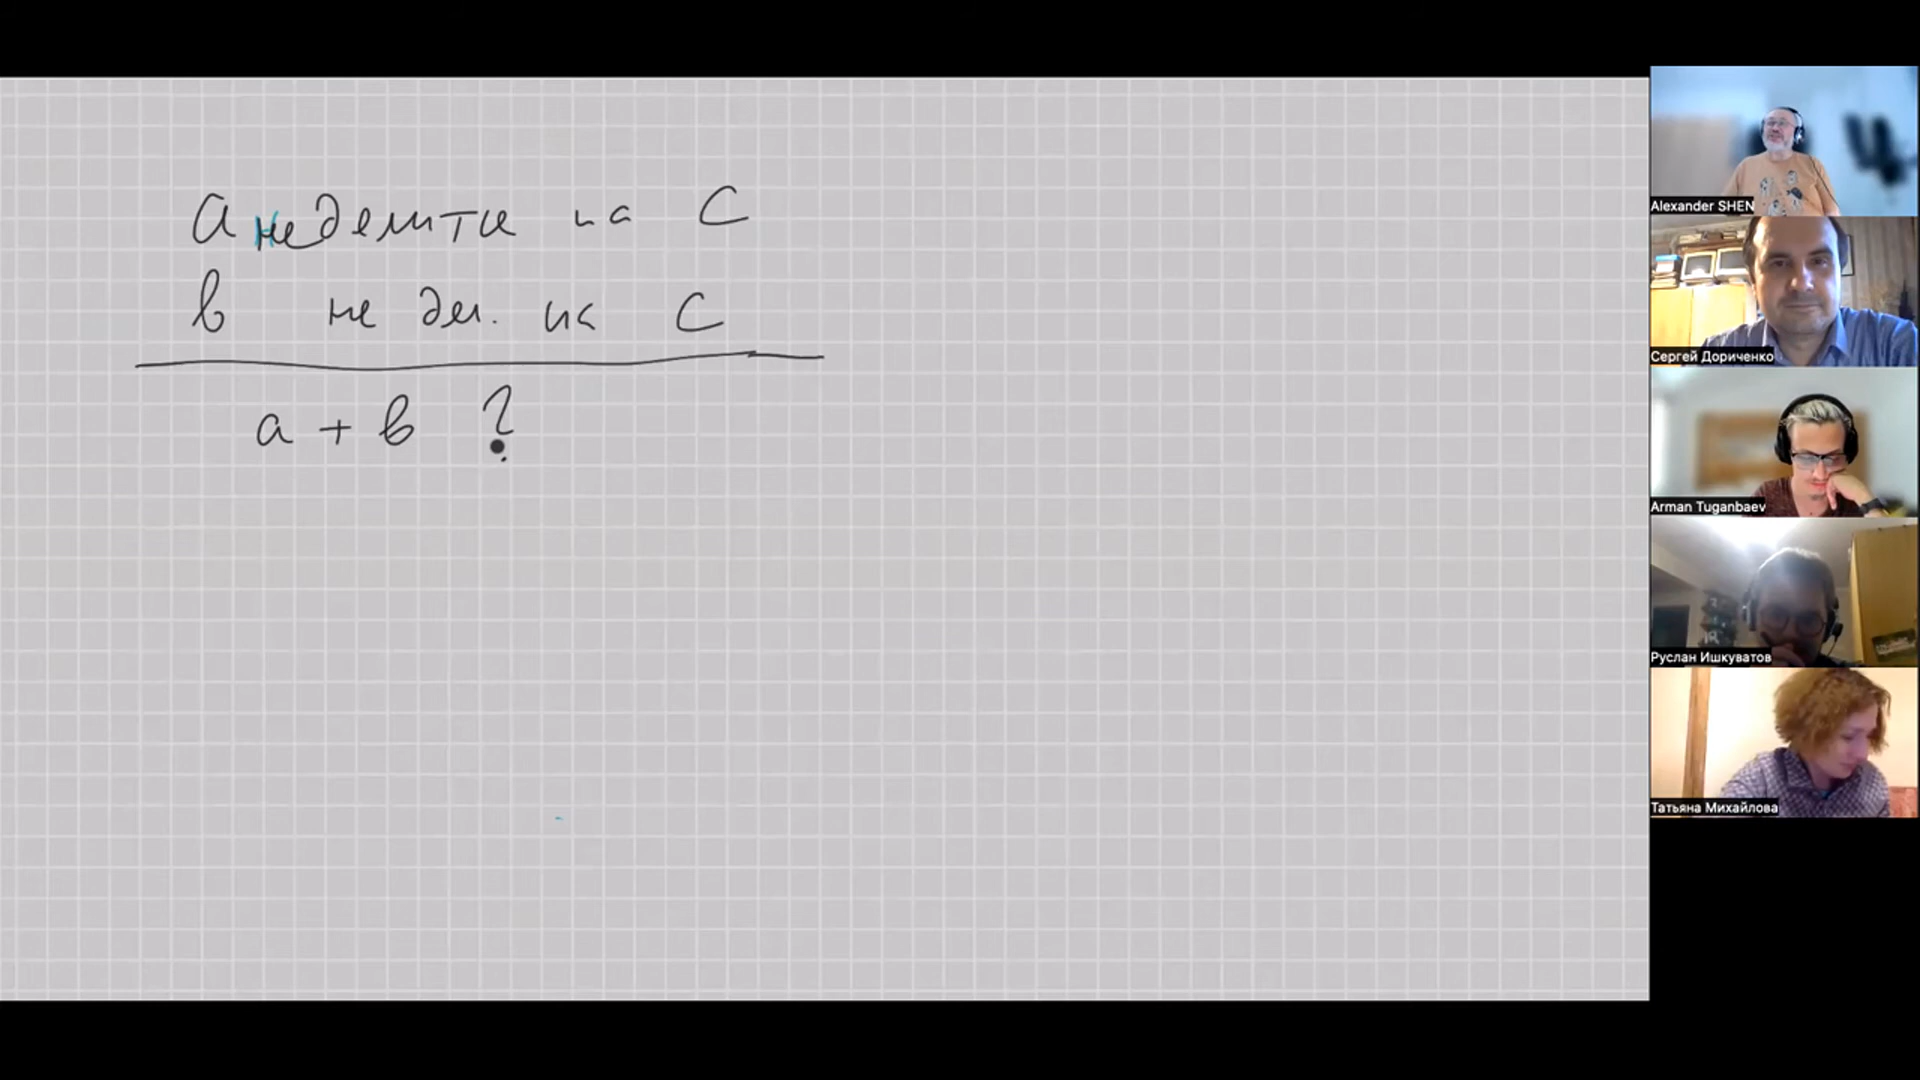 a не делится на c
в не дел. на c
a + в ?
Alexander SHEN
Сергей Дориченко
Arman Tuganbaev
Руслан Ишкуватов
Татьяна Михайлова